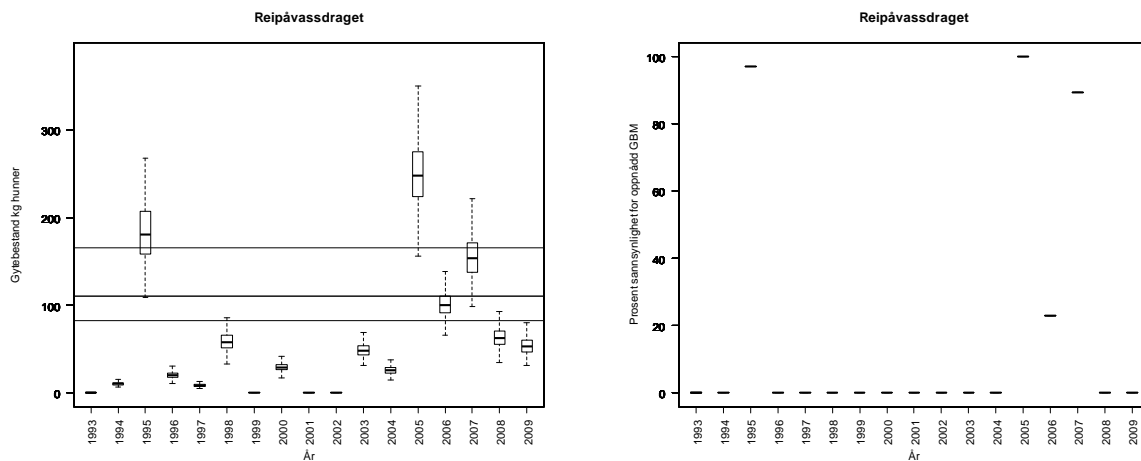 Reipåvassdraget
Gytebestand kg hunner
300
200
100
0
1993 1994 1995 1996 1997 1998 1999 2000 2001 2002 2003 2004 2005 2006 2007 2008 2009
År
Reipåvassdraget
Prosent sannsynlighet for oppnådd GBM
100
80
60
40
20
0
1993 1994 1995 1996 1997 1998 1999 2000 2001 2002 2003 2004 2005 2006 2007 2008 2009
År